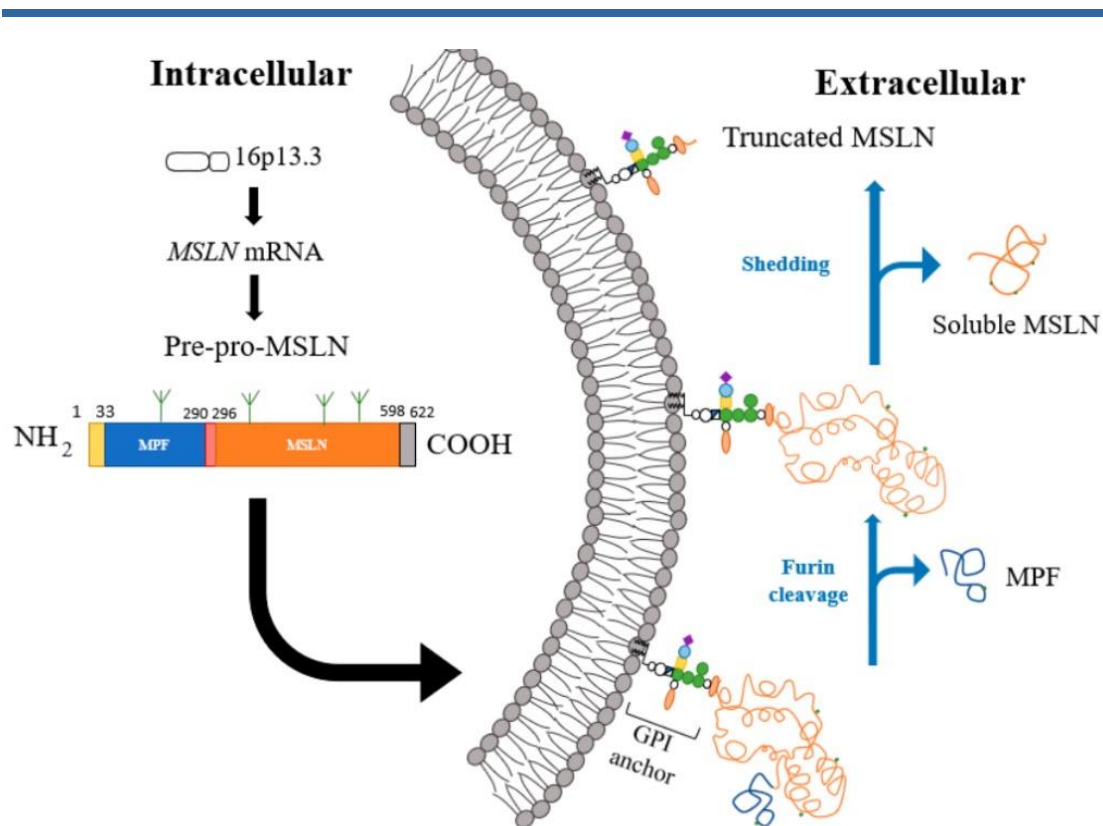 Intracellular
Extracellular
Truncated MSLN
16p13.3
MSLN mRNA
Shedding
Soluble MSLN
Pre-pro-MSLN
1 33 290 296 598 622
NH2 MPF MSLN COOH
Furin
cleavage
MPF
GPI
anchor